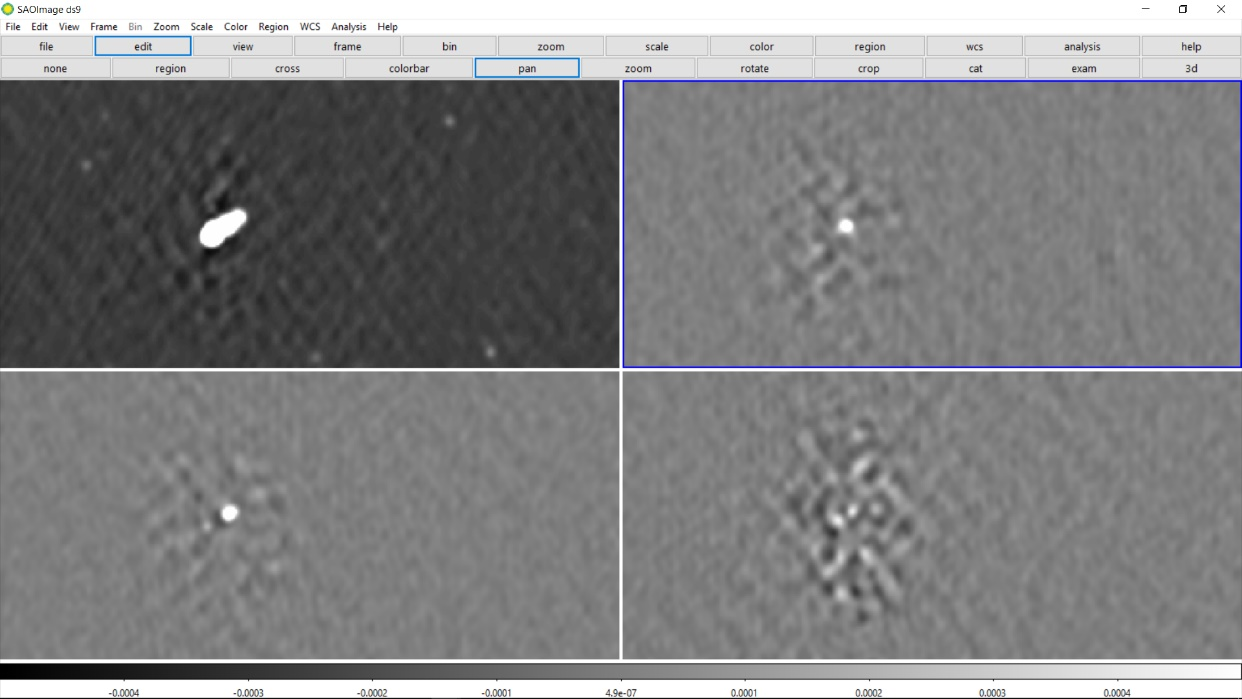 SAOImage ds9
File Edit View Frame Bin Zoom Scale Color Region WCS Analysis Help
file edit view frame bin zoom scale color region wcs analysis help
none region cross colorbar pan zoom rotate crop cat exam 3d
-0.0004 -0.0003 -0.0002 -0.0001 4.9e-07 0.0001 0.0002 0.0003 0.0004